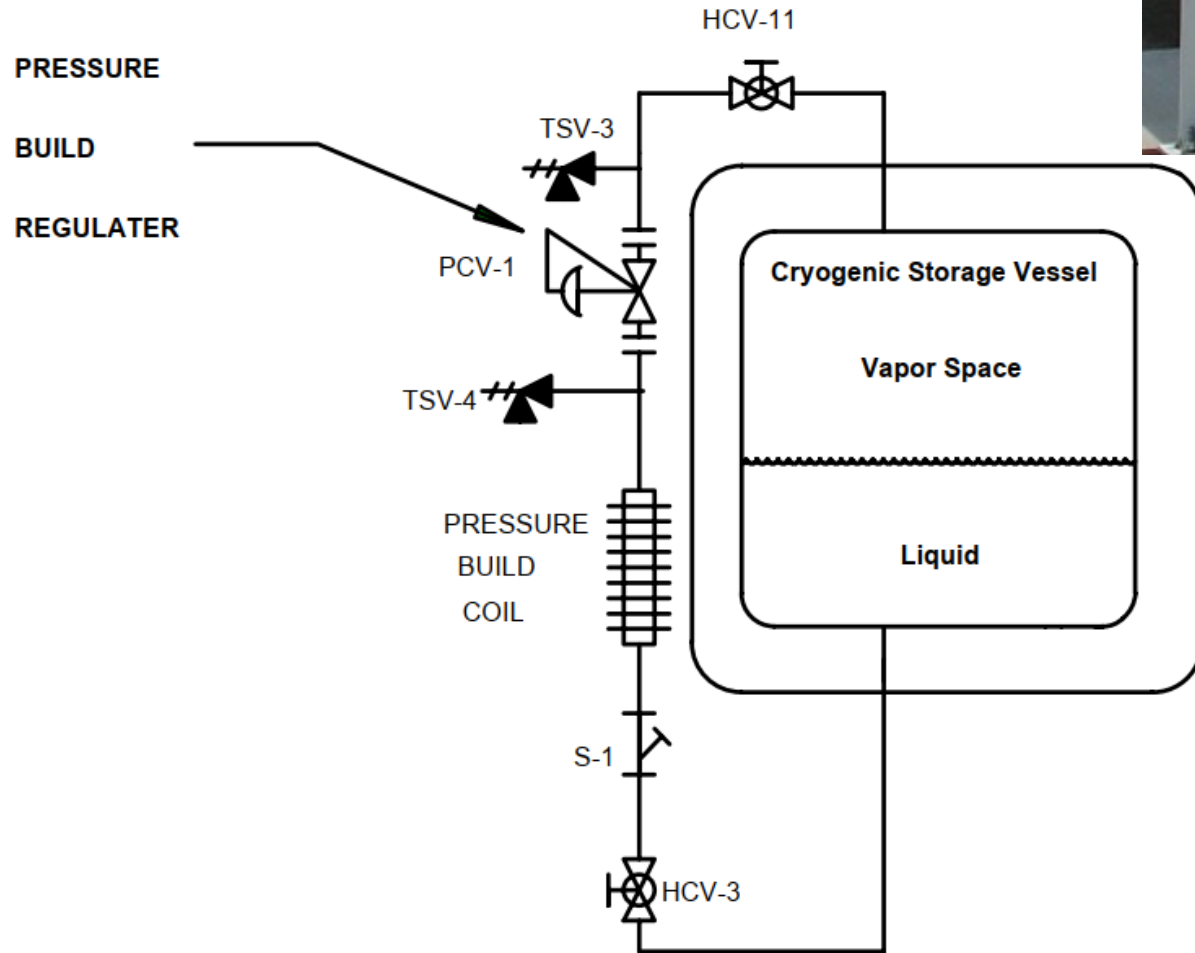 HCV-11
PRESSURE
BUILD
REGULATER
TSV-3
PCV-1
Cryogenic Storage Vessel
Vapor Space
TSV-4
PRESSURE
BUILD
COIL
Liquid
S-1
HCV-3